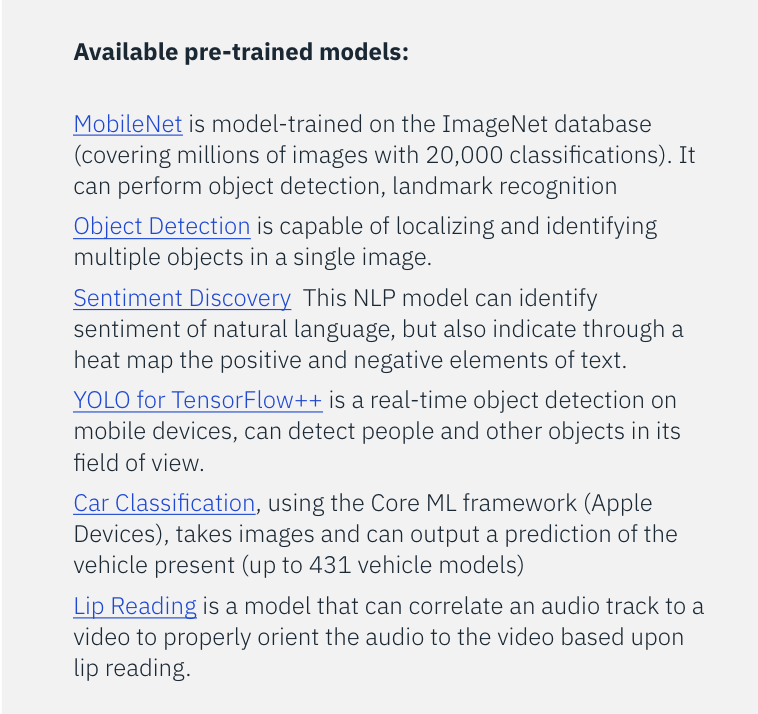 Available pre-trained models:
MobileNet is model-trained on the ImageNet database
(covering millions of images with 20,000 classifications). It
can perform object detection, landmark recognition
Object Detection is capable of localizing and identifying
multiple objects in a single image.
Sentiment Discovery  This NLP model can identify
sentiment of natural language, but also indicate through a
heat map the positive and negative elements of text.
YOLO for TensorFlow++ is a real-time object detection on
mobile devices, can detect people and other objects in its
field of view.
Car Classification, using the Core ML framework (Apple
Devices), takes images and can output a prediction of the
vehicle present (up to 431 vehicle models)
Lip Reading is a model that can correlate an audio track to a
video to properly orient the audio to the video based upon
lip reading.